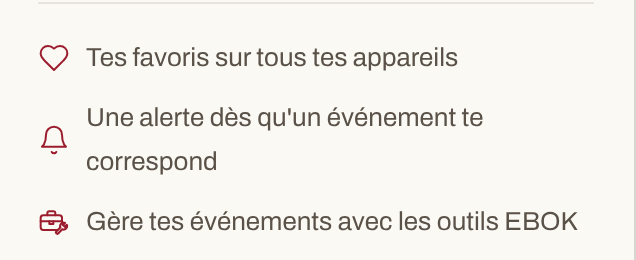 Tes favoris sur tous tes appareils
Une alerte dès qu'un événement te
correspond
Gère tes événements avec les outils EBOK